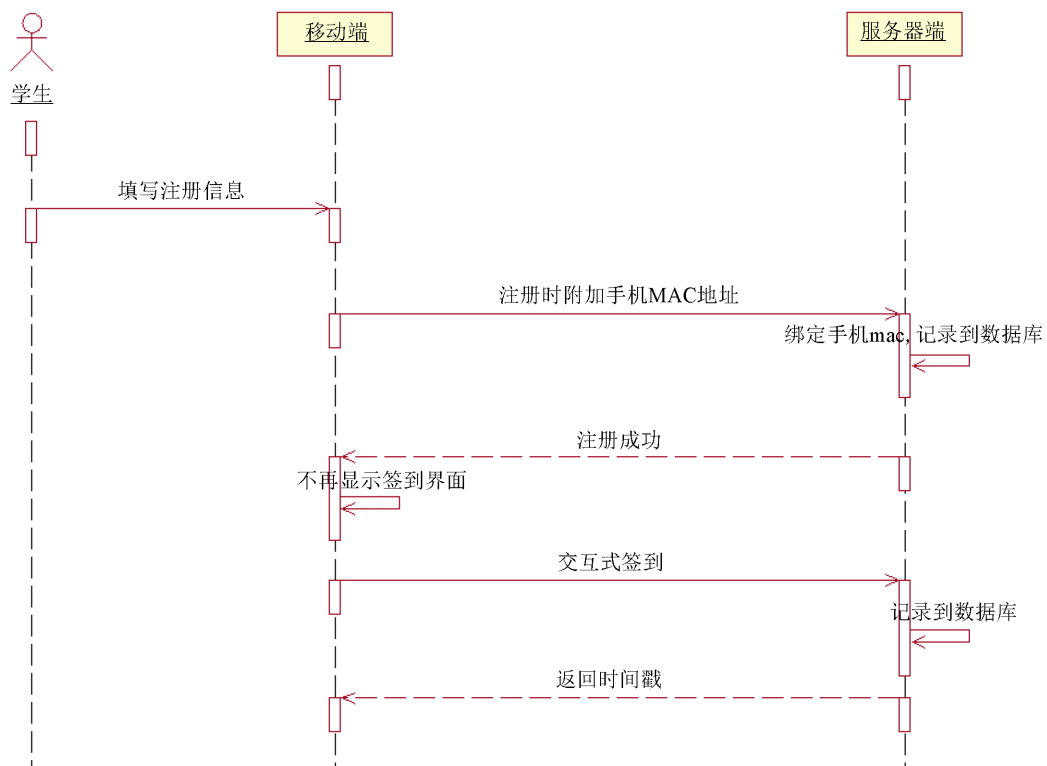 移动端
服务器端
学生
填写注册信息
注册时附加手机MAC地址
绑定手机mac, 记录到数据库
注册成功
不再显示签到界面
交互式签到
记录到数据库
返回时间戳